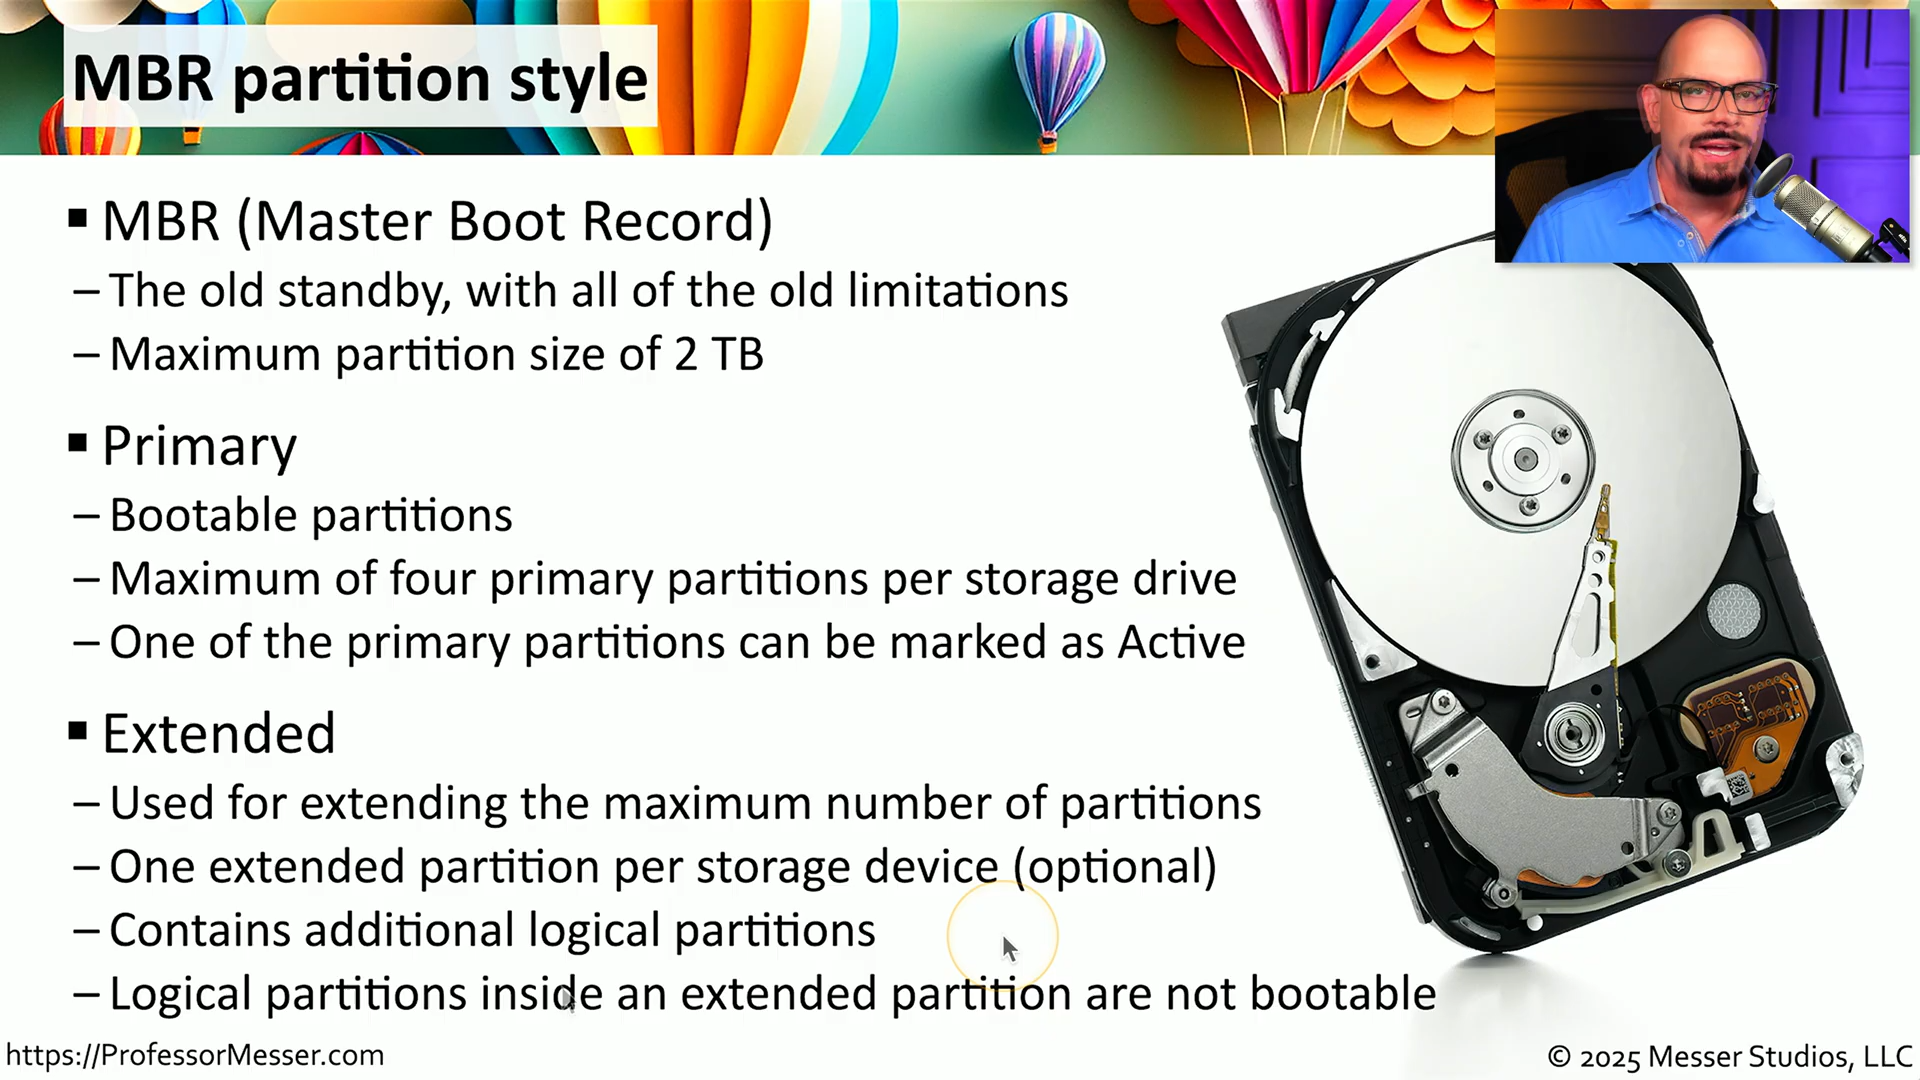 MBR partition style
▪ MBR (Master Boot Record)
– The old standby, with all of the old limitations
– Maximum partition size of 2 TB
▪ Primary
– Bootable partitions
– Maximum of four primary partitions per storage drive
– One of the primary partitions can be marked as Active
▪ Extended
– Used for extending the maximum number of partitions
– One extended partition per storage device (optional)
– Contains additional logical partitions
– Logical partitions inside an extended partition are not bootable
https://ProfessorMesser.com
© 2025 Messer Studios, LLC